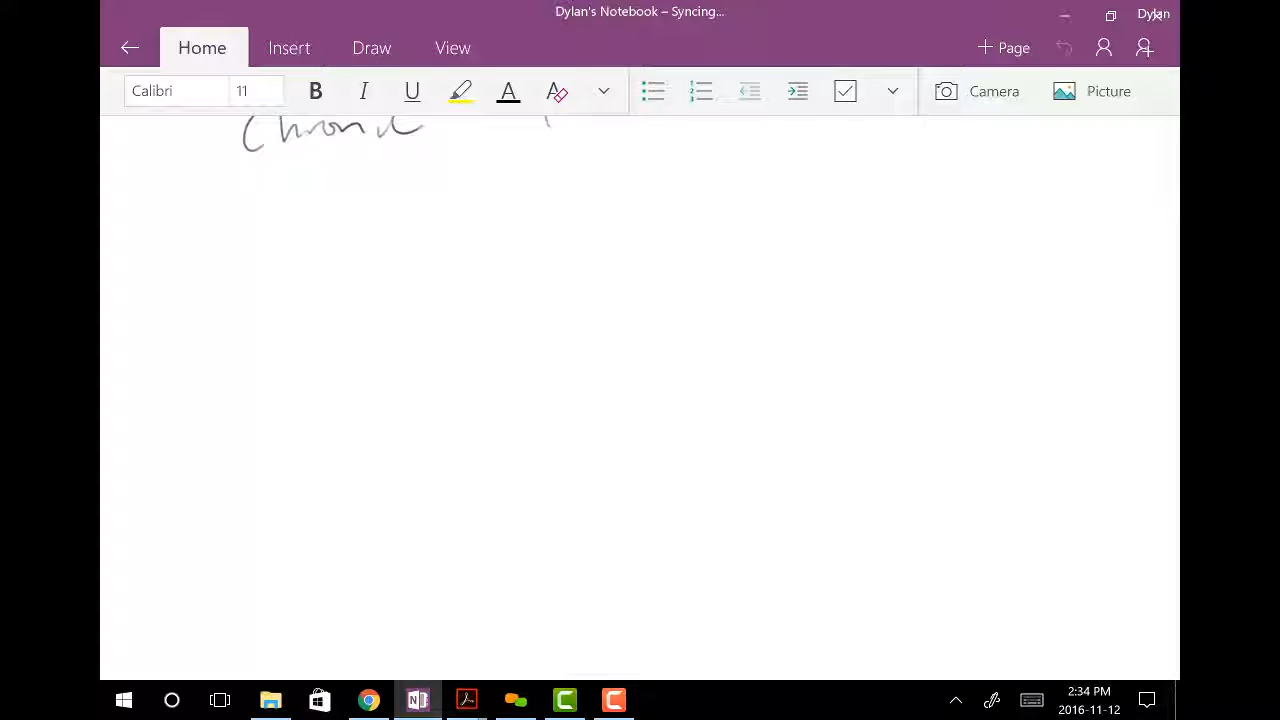 Dylan's Notebook – Syncing...
Dylan
Home Insert Draw View Page
Calibri 11 B I U A Camera Picture
2:34 PM
2016-11-12